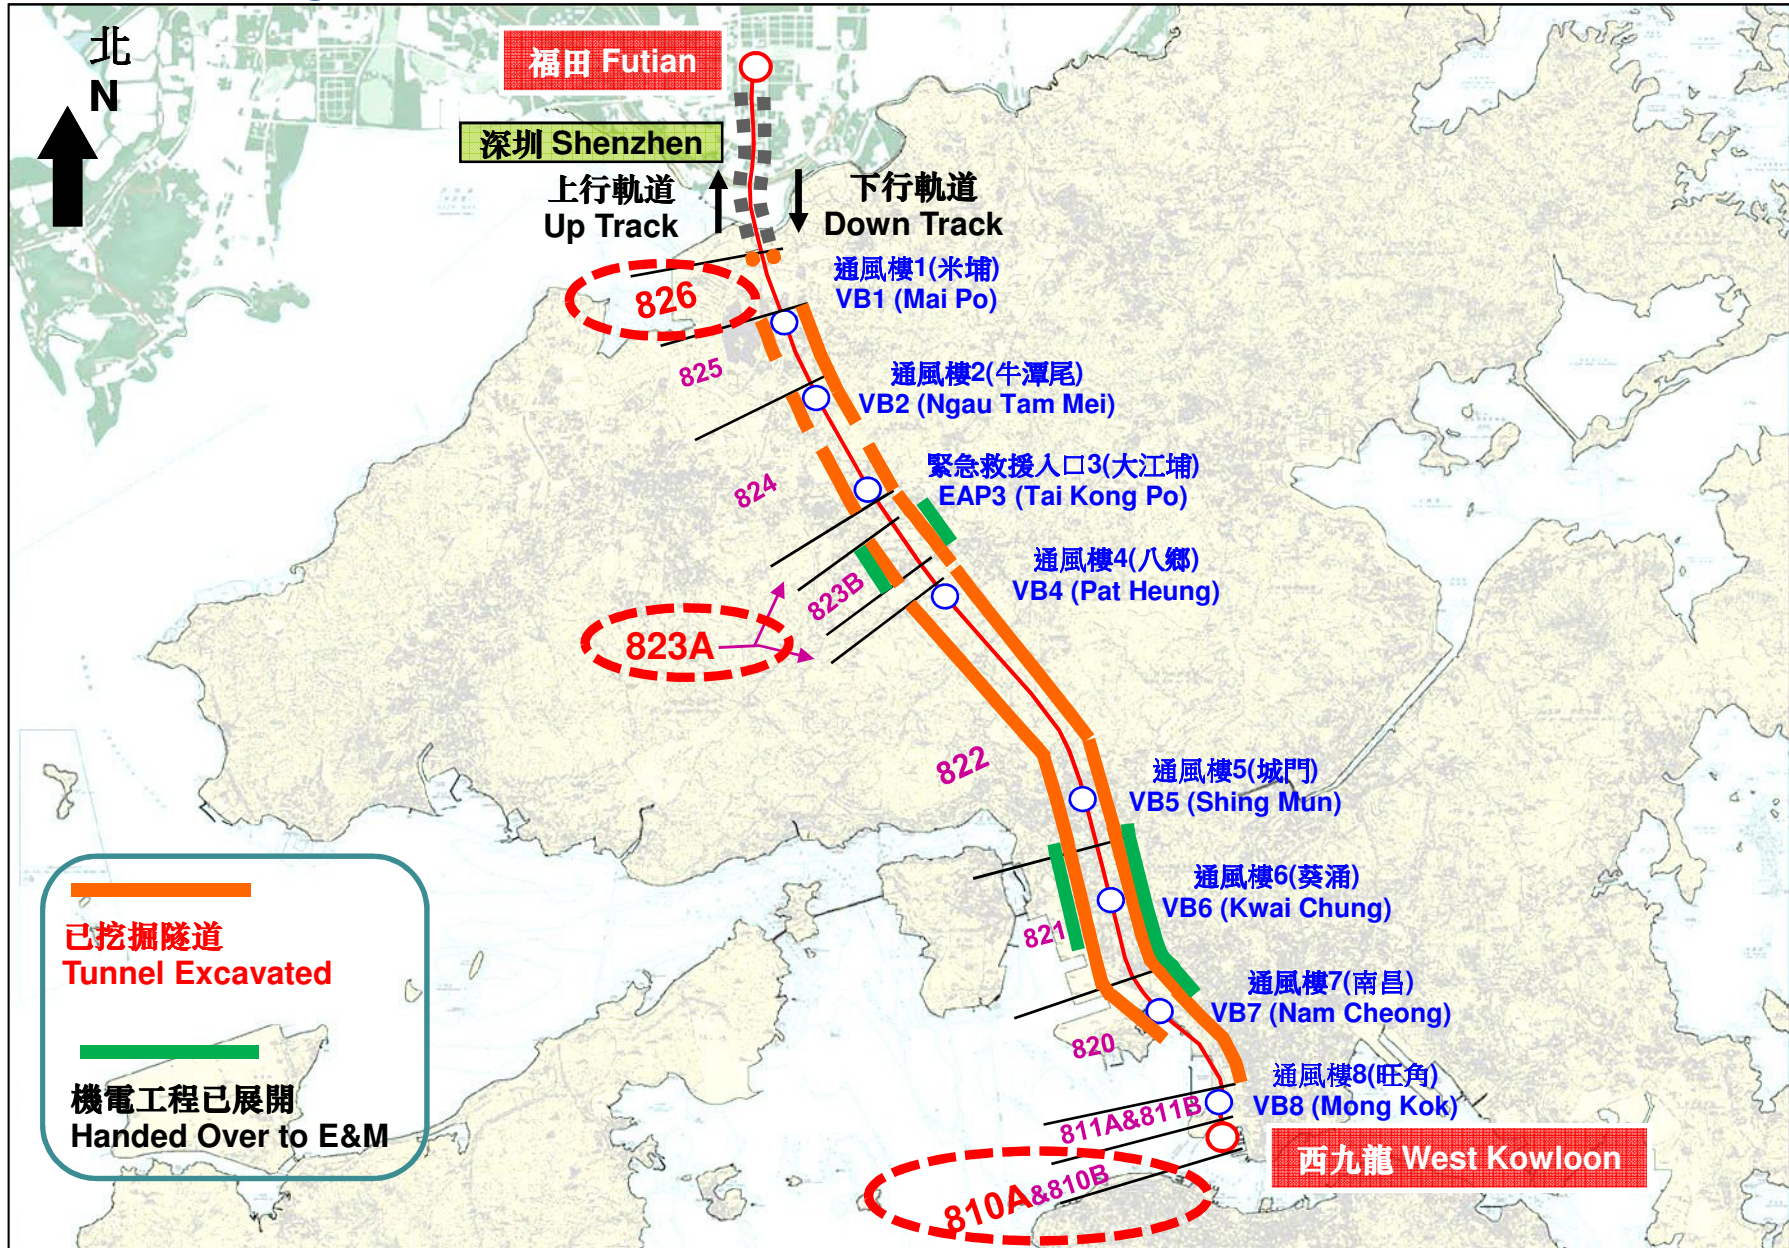 北
N
福田 Futian
深圳 Shenzhen
上行軌道
Up Track
下行軌道
Down Track
通風樓1(米埔)
VB1 (Mai Po)
826
825
通風樓2(牛潭尾)
VB2 (Ngau Tam Mei)
824
緊急救援入口3(大江埔)
EAP3 (Tai Kong Po)
通風樓4(八鄉)
VB4 (Pat Heung)
823B
823A
822
通風樓5(城門)
VB5 (Shing Mun)
通風樓6(葵涌)
VB6 (Kwai Chung)
821
通風樓7(南昌)
VB7 (Nam Cheong)
820
通風樓8(旺角)
VB8 (Mong Kok)
811A&811B
西九龍 West Kowloon
810A&810B
已挖掘隧道
Tunnel Excavated
機電工程已展開
Handed Over to E&M